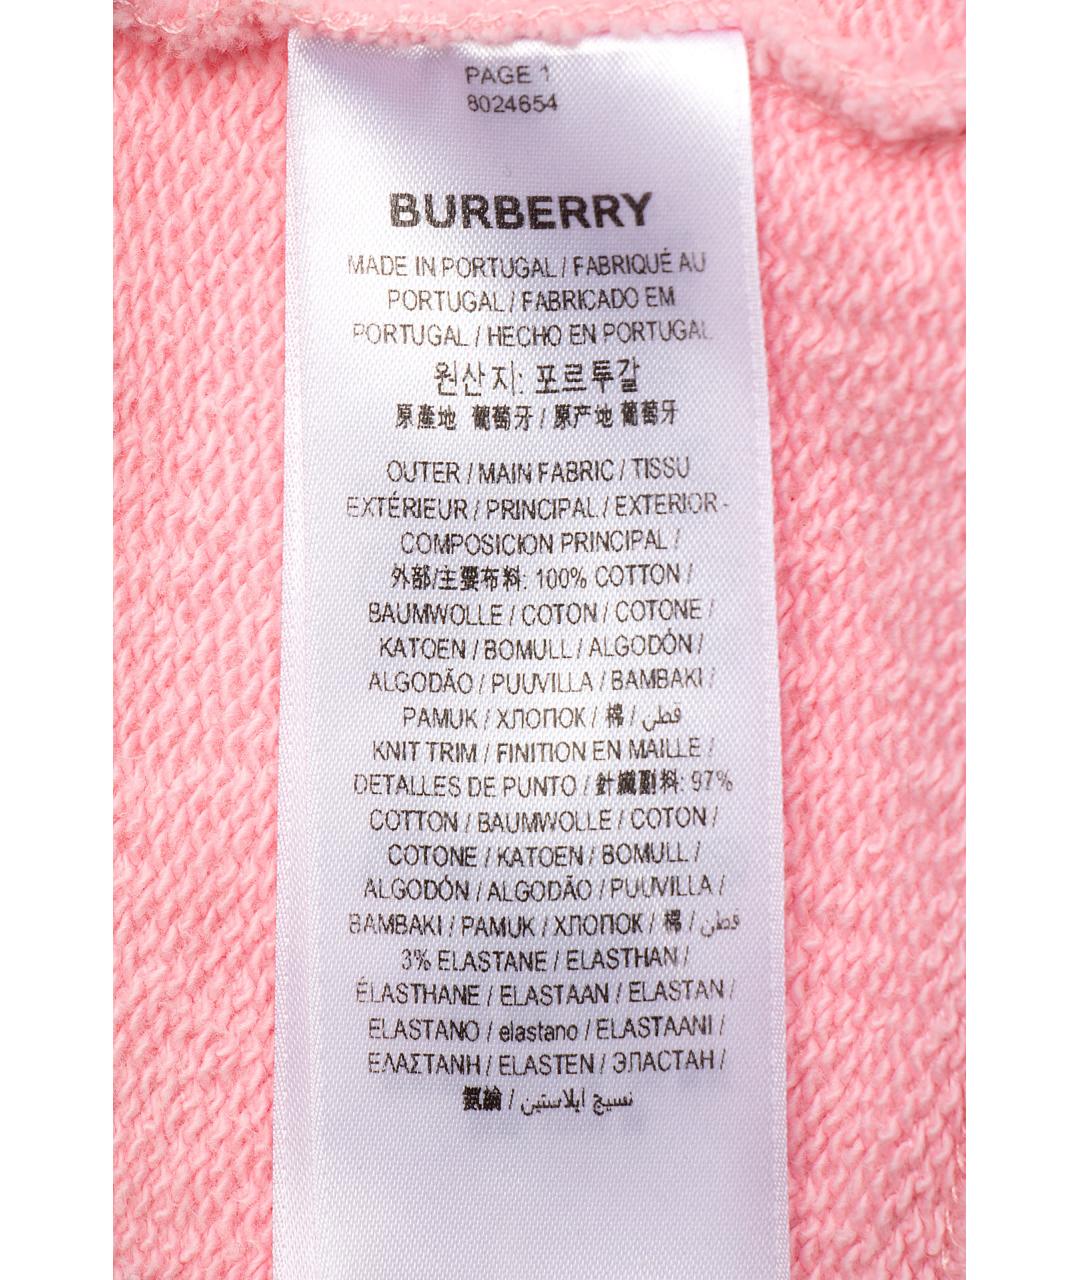 PAGE 1
8024654
BURBERRY
MADE IN PORTUGAL / FABRIQUÉ AU
PORTUGAL / FABRICADO EM
PORTUGAL / HECHO EN PORTUGAL
원산지: 포르투갈
原產地 葡萄牙 / 原产地 葡萄牙
OUTER / MAIN FABRIC / TISSU
EXTÉRIEUR / PRINCIPAL / EXTERIOR -
COMPOSICION PRINCIPAL /
外部/主要布料: 100% COTTON /
BAUMWOLLE / COTON / COTONE /
KATOEN / BOMULL / ALGODÓN /
ALGODÃO / PUUVILLA / BAMBAKI /
PAMUK / ХЛОПОК / 棉 / قطن
KNIT TRIM / FINITION EN MAILLE /
DETALLES DE PUNTO / 針織副料: 97%
COTTON / BAUMWOLLE / COTON /
COTONE / KATOEN / BOMULL /
ALGODÓN / ALGODÃO / PUUVILLA /
BAMBAKI / PAMUK / ХЛОПОК / 棉 / قطن
3% ELASTANE / ELASTHAN /
ÉLASTHANE / ELASTAAN / ELASTAN /
ELASTANO / elastano / ELASTAANI /
ΕΛΑΣΤΑΝΗ / ELASTEN / ЭЛАСТАН /
氨綸 / نسيج ايلاستين